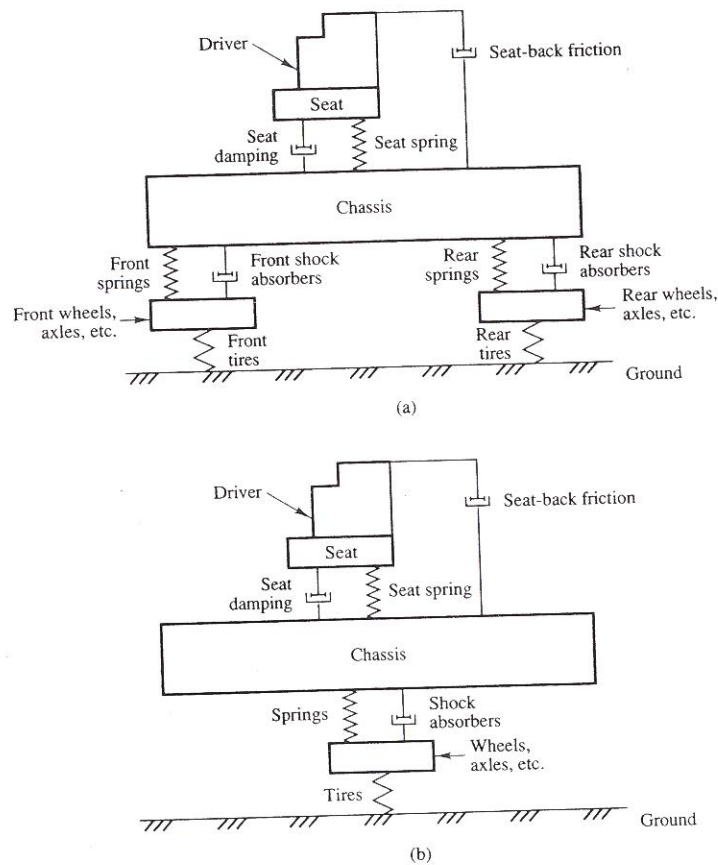 Driver
Seat-back friction
Seat
Seat
damping
Seat spring
Chassis
Front
springs
Front shock
absorbers
Rear
springs
Rear shock
absorbers
Front wheels,
axles, etc.
Rear wheels,
axles, etc.
Front
tires
Rear
tires
Ground
(a)
Driver
Seat-back friction
Seat
Seat
damping
Seat spring
Chassis
Springs
Shock
absorbers
Wheels,
axles, etc.
Tires
Ground
(b)